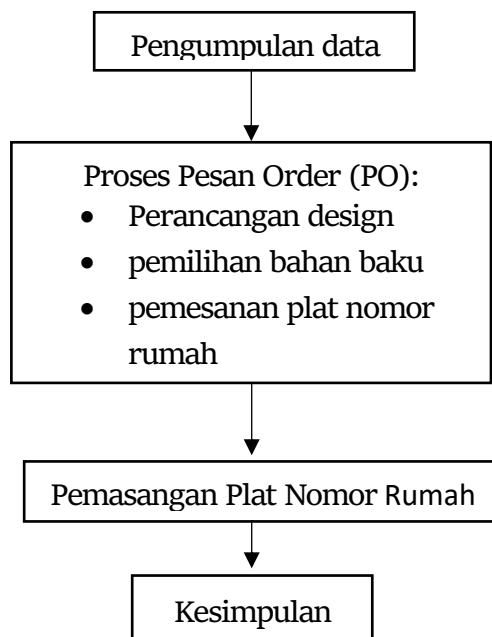 Pengumpulan data
Proses Pesan Order (PO):
• Perancangan design
• pemilihan bahan baku
• pemesanan plat nomor
rumah
Pemasangan Plat Nomor Rumah
Kesimpulan